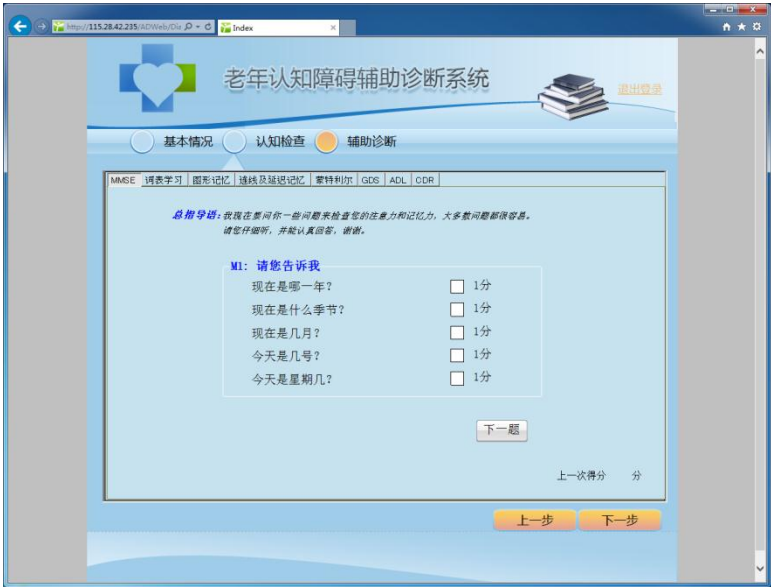 http://115.28.42.235/ADWeb/Die
Index
老年认知障碍辅助诊断系统
退出登录
基本情况 认知检查 辅助诊断
MMSE 词表学习 图形记忆 连线及延迟记忆 蒙特利尔 GDS ADL CDR
总指导语:我现在要问你一些问题来检查您的注意力和记忆力,大多数问题都很容易。
请您仔细听,并能认真回答,谢谢。
M1: 请您告诉我
现在是哪一年? 1分
现在是什么季节? 1分
现在是几月? 1分
今天是几号? 1分
今天是星期几? 1分
下一题
上一次得分 分
上一步 下一步